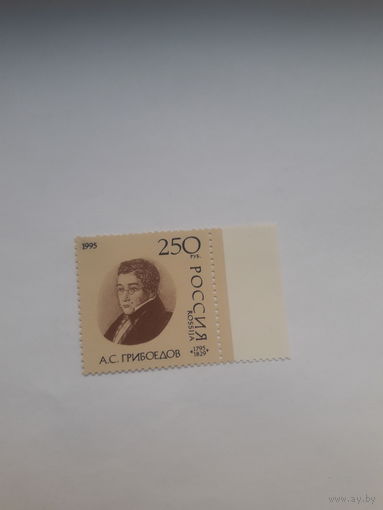 1995
250
РУБ.
РОССИЯ
ROSSIJA
*1795
1829*
А.С. ГРИБОЕДОВ
www.ay.by